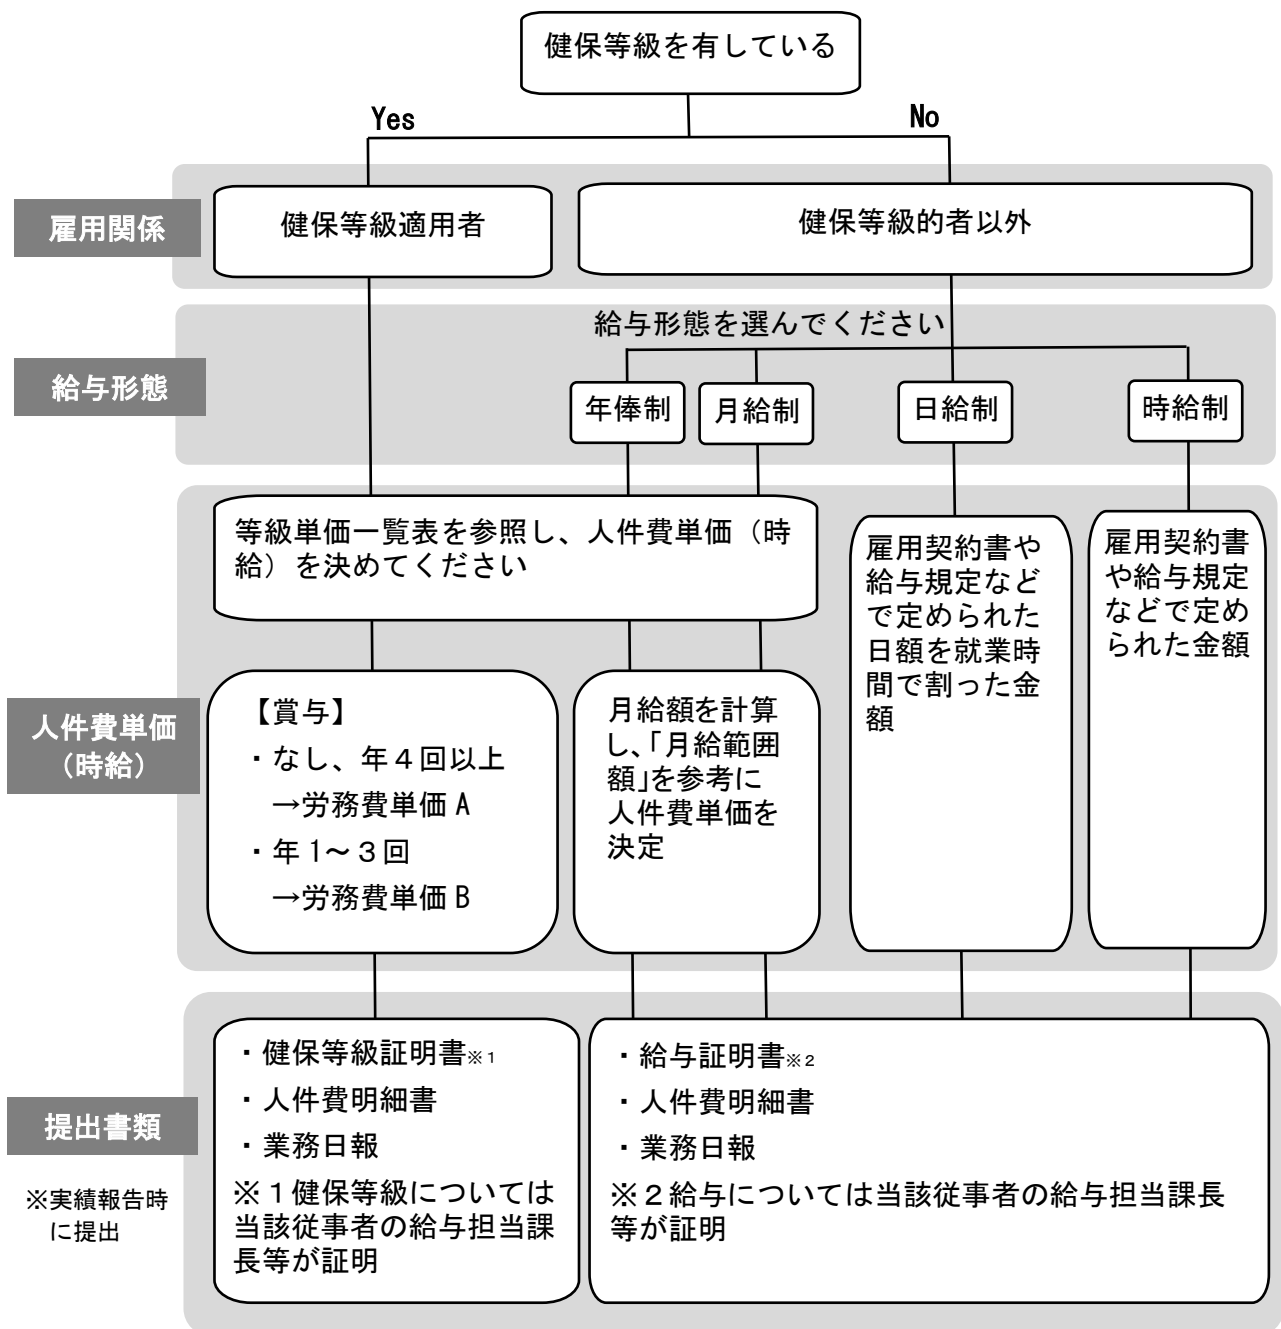 健保等級を有している
Yes
No
雇用関係
健保等級適用者
健保等級的者以外
給与形態
給与形態を選んでください
年俸制
月給制
日給制
時給制
人件費単価
（時給）
等級単価一覧表を参照し、人件費単価（時
給）を決めてください
【賞与】
・なし、年４回以上
→労務費単価 A
・年 1～３回
→労務費単価 B
月給額を計算
し、「月給範囲
額」を参考に
人件費単価を
決定
雇用契約書や
給与規定など
で定められた
日額を就業時
間で割った金
額
雇用契約書
や給与規定
などで定め
られた金額
提出書類
※実績報告時
に提出
・健保等級証明書※１
・人件費明細書
・業務日報
※１健保等級については
当該従事者の給与担当課
長等が証明
・給与証明書※２
・人件費明細書
・業務日報
※２給与については当該従事者の給与担当課長
等が証明